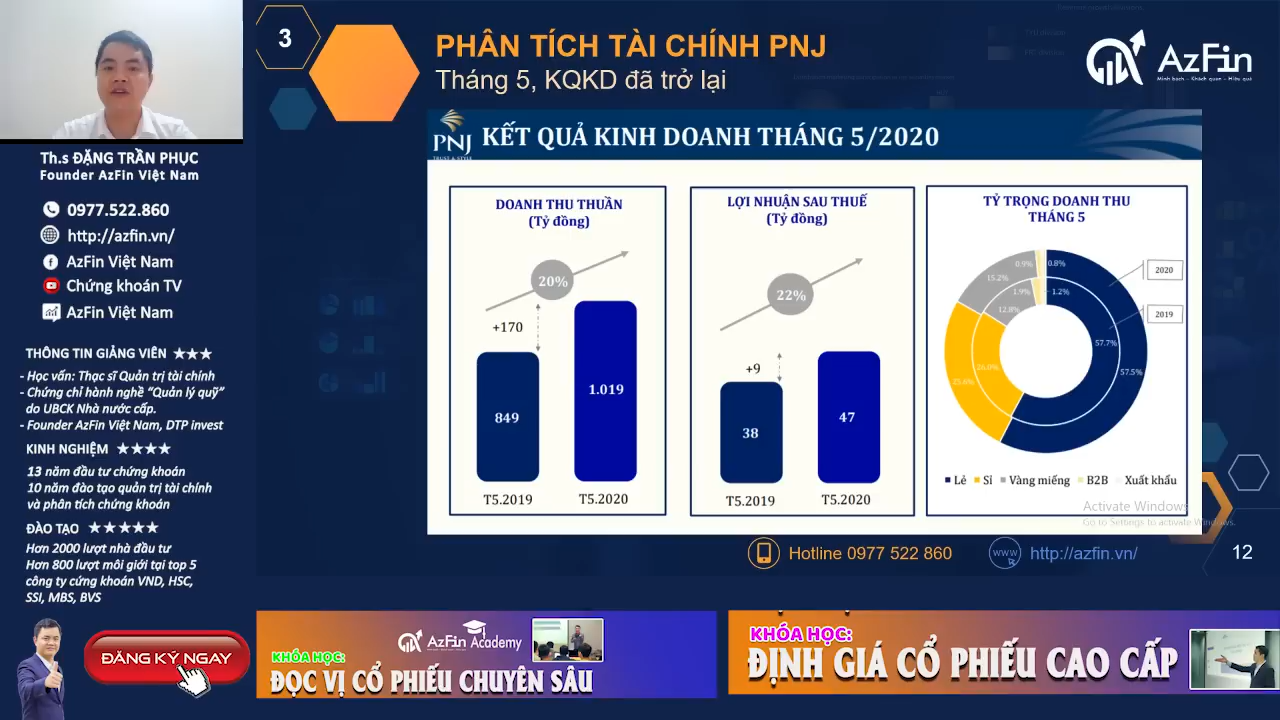 Th.s ĐẶNG TRẦN PHỤC
Founder AzFin Việt Nam
0977.522.860
http://azfin.vn/
AzFin Việt Nam
Chứng khoán TV
AzFin Việt Nam
THÔNG TIN GIẢNG VIÊN ★★★
- Học vấn: Thạc sĩ Quản trị tài chính
- Chứng chỉ hành nghề “Quản lý quỹ”
do UBCK Nhà nước cấp.
- Founder AzFin Việt Nam, DTP invest
KINH NGHIỆM ★★★★
13 năm đầu tư chứng khoán
10 năm đào tạo quản trị tài chính
và phân tích chứng khoán
ĐÀO TẠO ★★★★★
Hơn 2000 lượt nhà đầu tư
Hơn 800 lượt môi giới tại top 5
công ty cứng khoán VND, HSC,
SSI, MBS, BVS
ĐĂNG KÝ NGAY
3
PHÂN TÍCH TÀI CHÍNH PNJ
Tháng 5, KQKD đã trở lại
AzFin
Minh bạch - Khách quan - Hiệu quả
PNJ
TRUST & STYLE
KẾT QUẢ KINH DOANH THÁNG 5/2020
DOANH THU THUẦN
(Tỷ đồng)
20%
+170
849
1.019
T5.2019
T5.2020
LỢI NHUẬN SAU THUẾ
(Tỷ đồng)
22%
+9
38
47
T5.2019
T5.2020
TỶ TRỌNG DOANH THU
THÁNG 5
0.9%
0.8%
15.2%
1.9%
1.2%
12.8%
57.7%
57.5%
25.6%
2020
2019
Lẻ
Sỉ
Vàng miếng
B2B
Xuất khẩu
Activate Windows
Go to Settings to activate Windows.
Hotline 0977 522 860
www
http://azfin.vn/
12
AzFin Academy
KHÓA HỌC:
ĐỌC VỊ CỔ PHIẾU CHUYÊN SÂU
KHÓA HỌC:
ĐỊNH GIÁ CỔ PHIẾU CAO CẤP